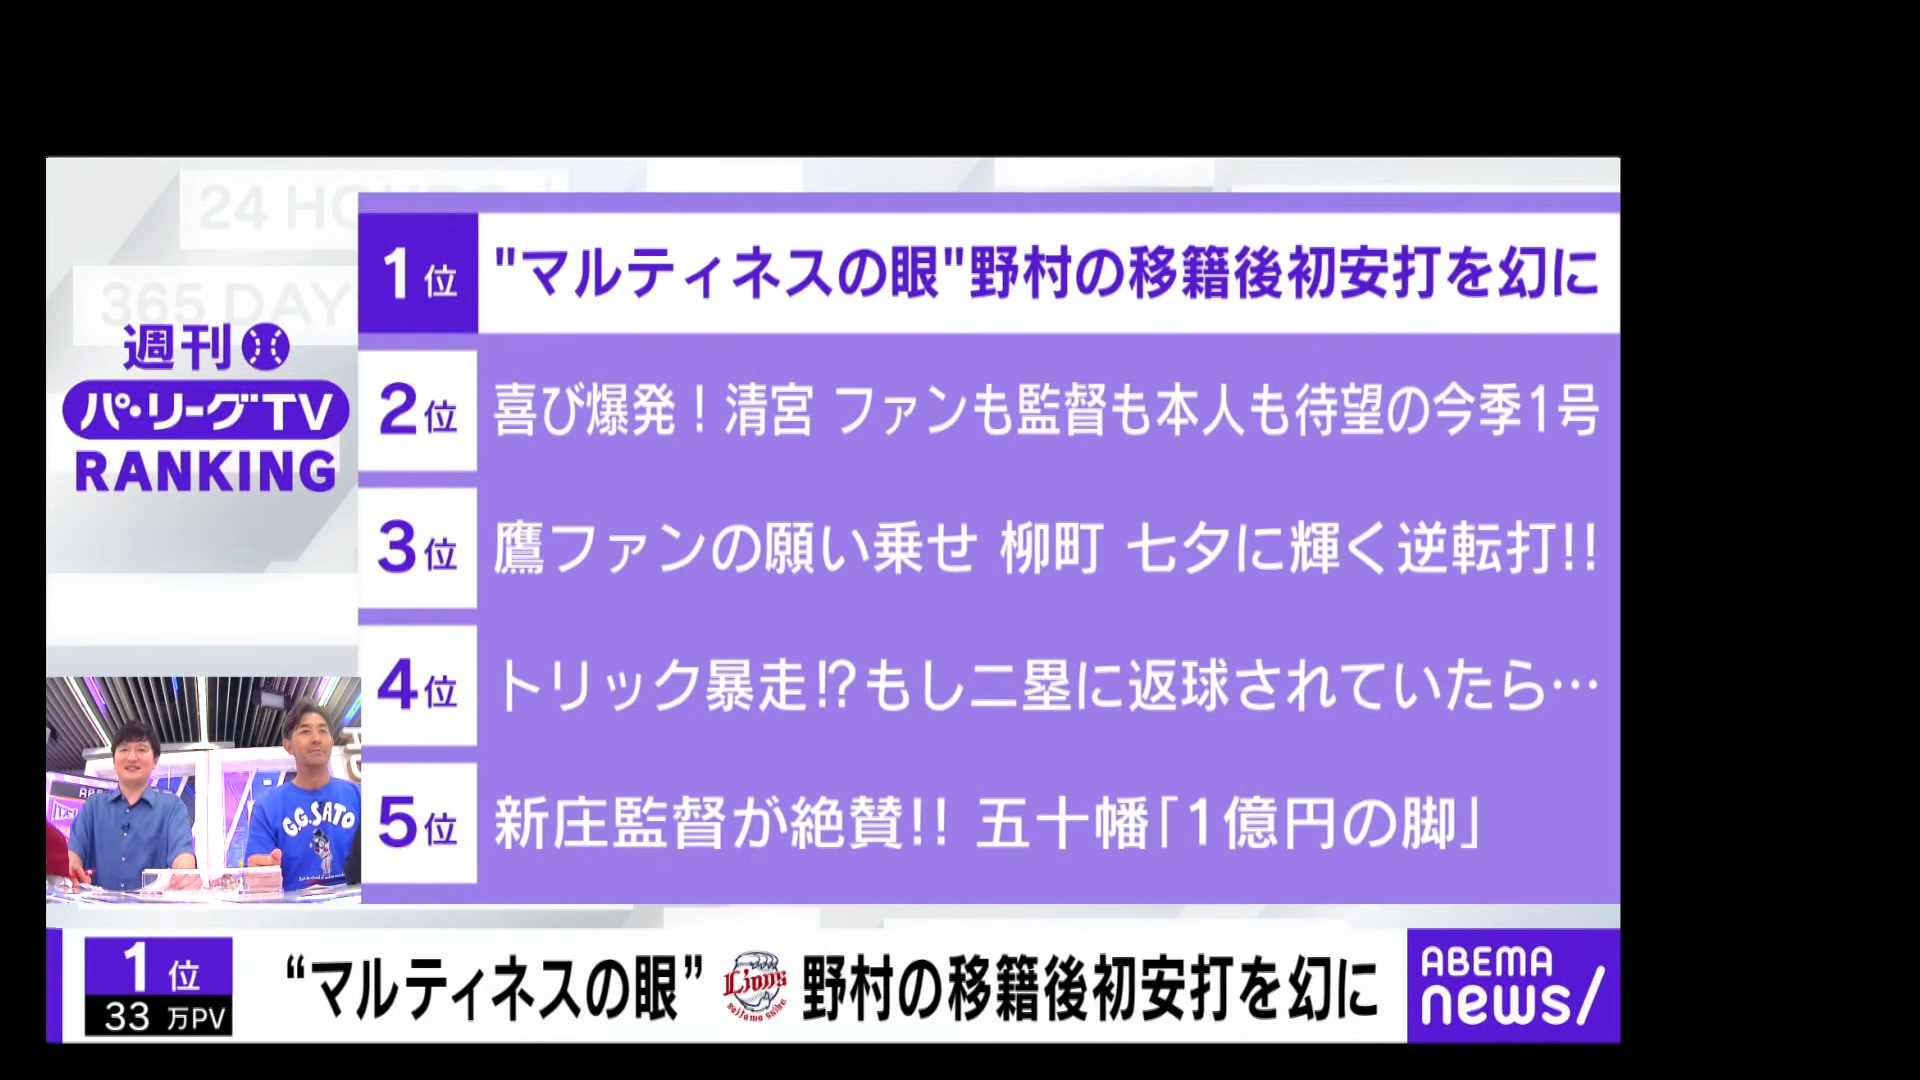 24 HOURS /
365 DAY
週刊
パ・リーグTV
RANKING
1位 "マルティネスの眼"野村の移籍後初安打を幻に
2位 喜び爆発！清宮 ファンも監督も本人も待望の今季1号
3位 鷹ファンの願い乗せ 柳町 七夕に輝く逆転打!!
4位 トリック暴走!?もし二塁に返球されていたら…
5位 新庄監督が絶賛!! 五十幡「1億円の脚」
G.G.SATO
1位
33万PV
“マルティネスの眼” Lions 野村の移籍後初安打を幻に
ABEMA
news/